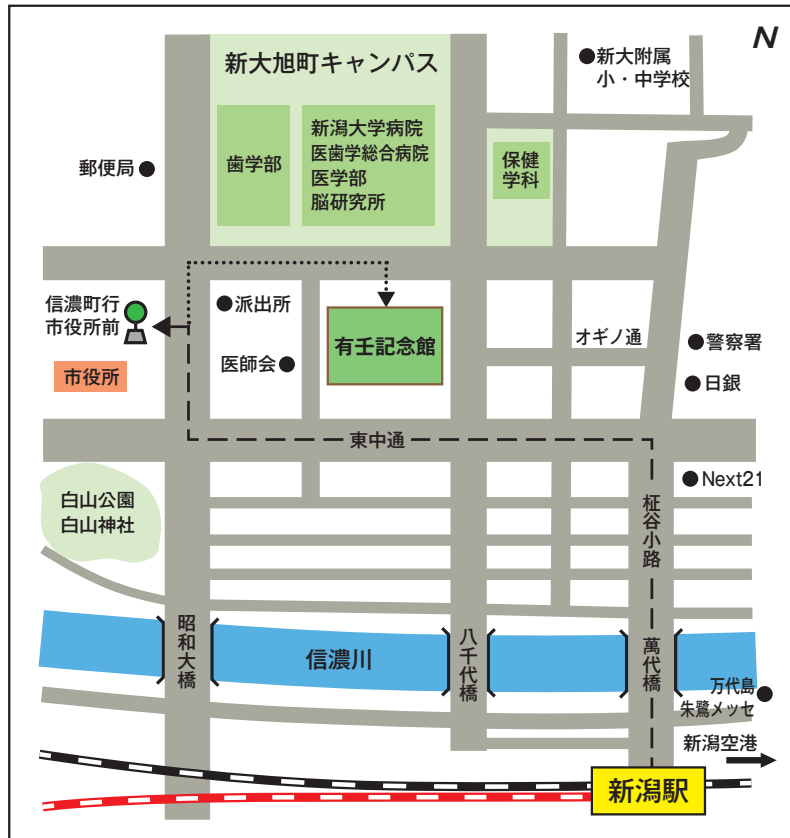 N
新大旭町キャンパス
新大附属
小・中学校
歯学部
新潟大学病院
医歯学総合病院
医学部
脳研究所
保健
学科
郵便局
信濃町行
市役所前
派出所
医師会
有壬記念館
オギノ通
警察署
日銀
市役所
東中通
Next21
白山公園
白山神社
柾谷小路
昭和大橋
信濃川
八千代橋
萬代橋
万代島
朱鷺メッセ
新潟空港
新潟駅